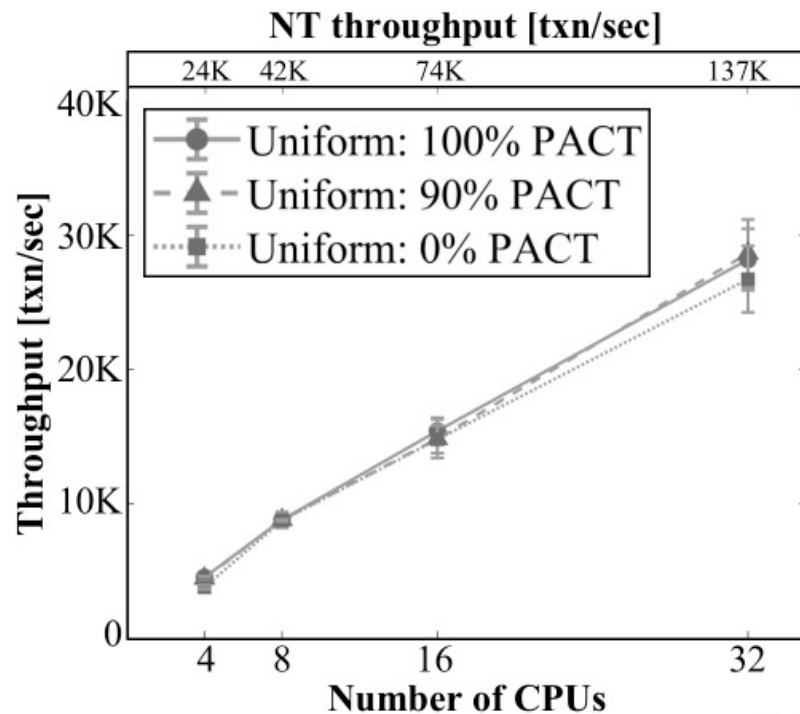 NT throughput [txn/sec]
24K 42K 74K 137K
40K
Uniform: 100% PACT
Uniform: 90% PACT
Uniform: 0% PACT
30K
20K
10K
0
Throughput [txn/sec]
4 8 16 32
Number of CPUs